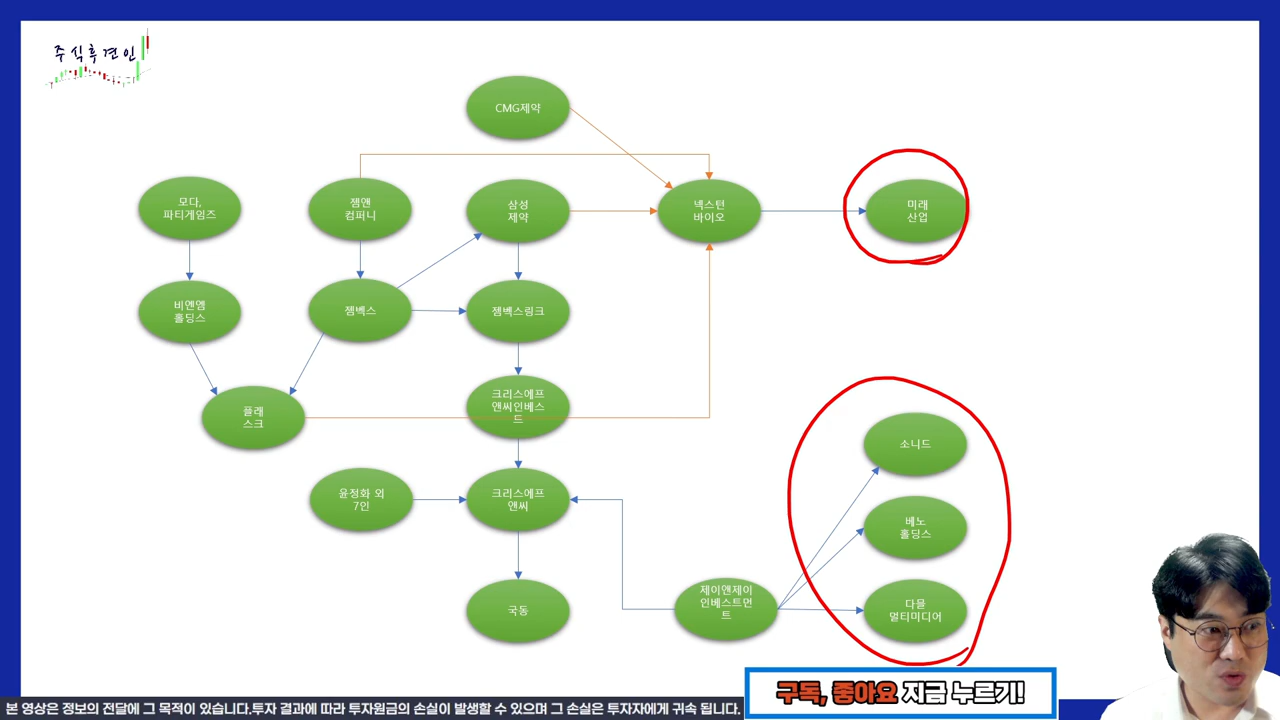 주식후견인
CMG제약
모다,
파티게임즈
젬앤
컴퍼니
삼성
제약
넥스턴
바이오
미래
산업
비앤엠
홀딩스
젬벡스
젬벡스링크
플래
스크
크리스에프
앤씨인베스
드
소니드
윤정화 외
7인
크리스에프
앤씨
베노
홀딩스
국동
제이앤제이
인베스트먼
트
다믈
멀티미디어
구독, 좋아요 지금 누르기!
본 영상은 정보의 전달에 그 목적이 있습니다.투자 결과에 따라 투자원금의 손실이 발생할 수 있으며 그 손실은 투자자에게 귀속 됩니다.